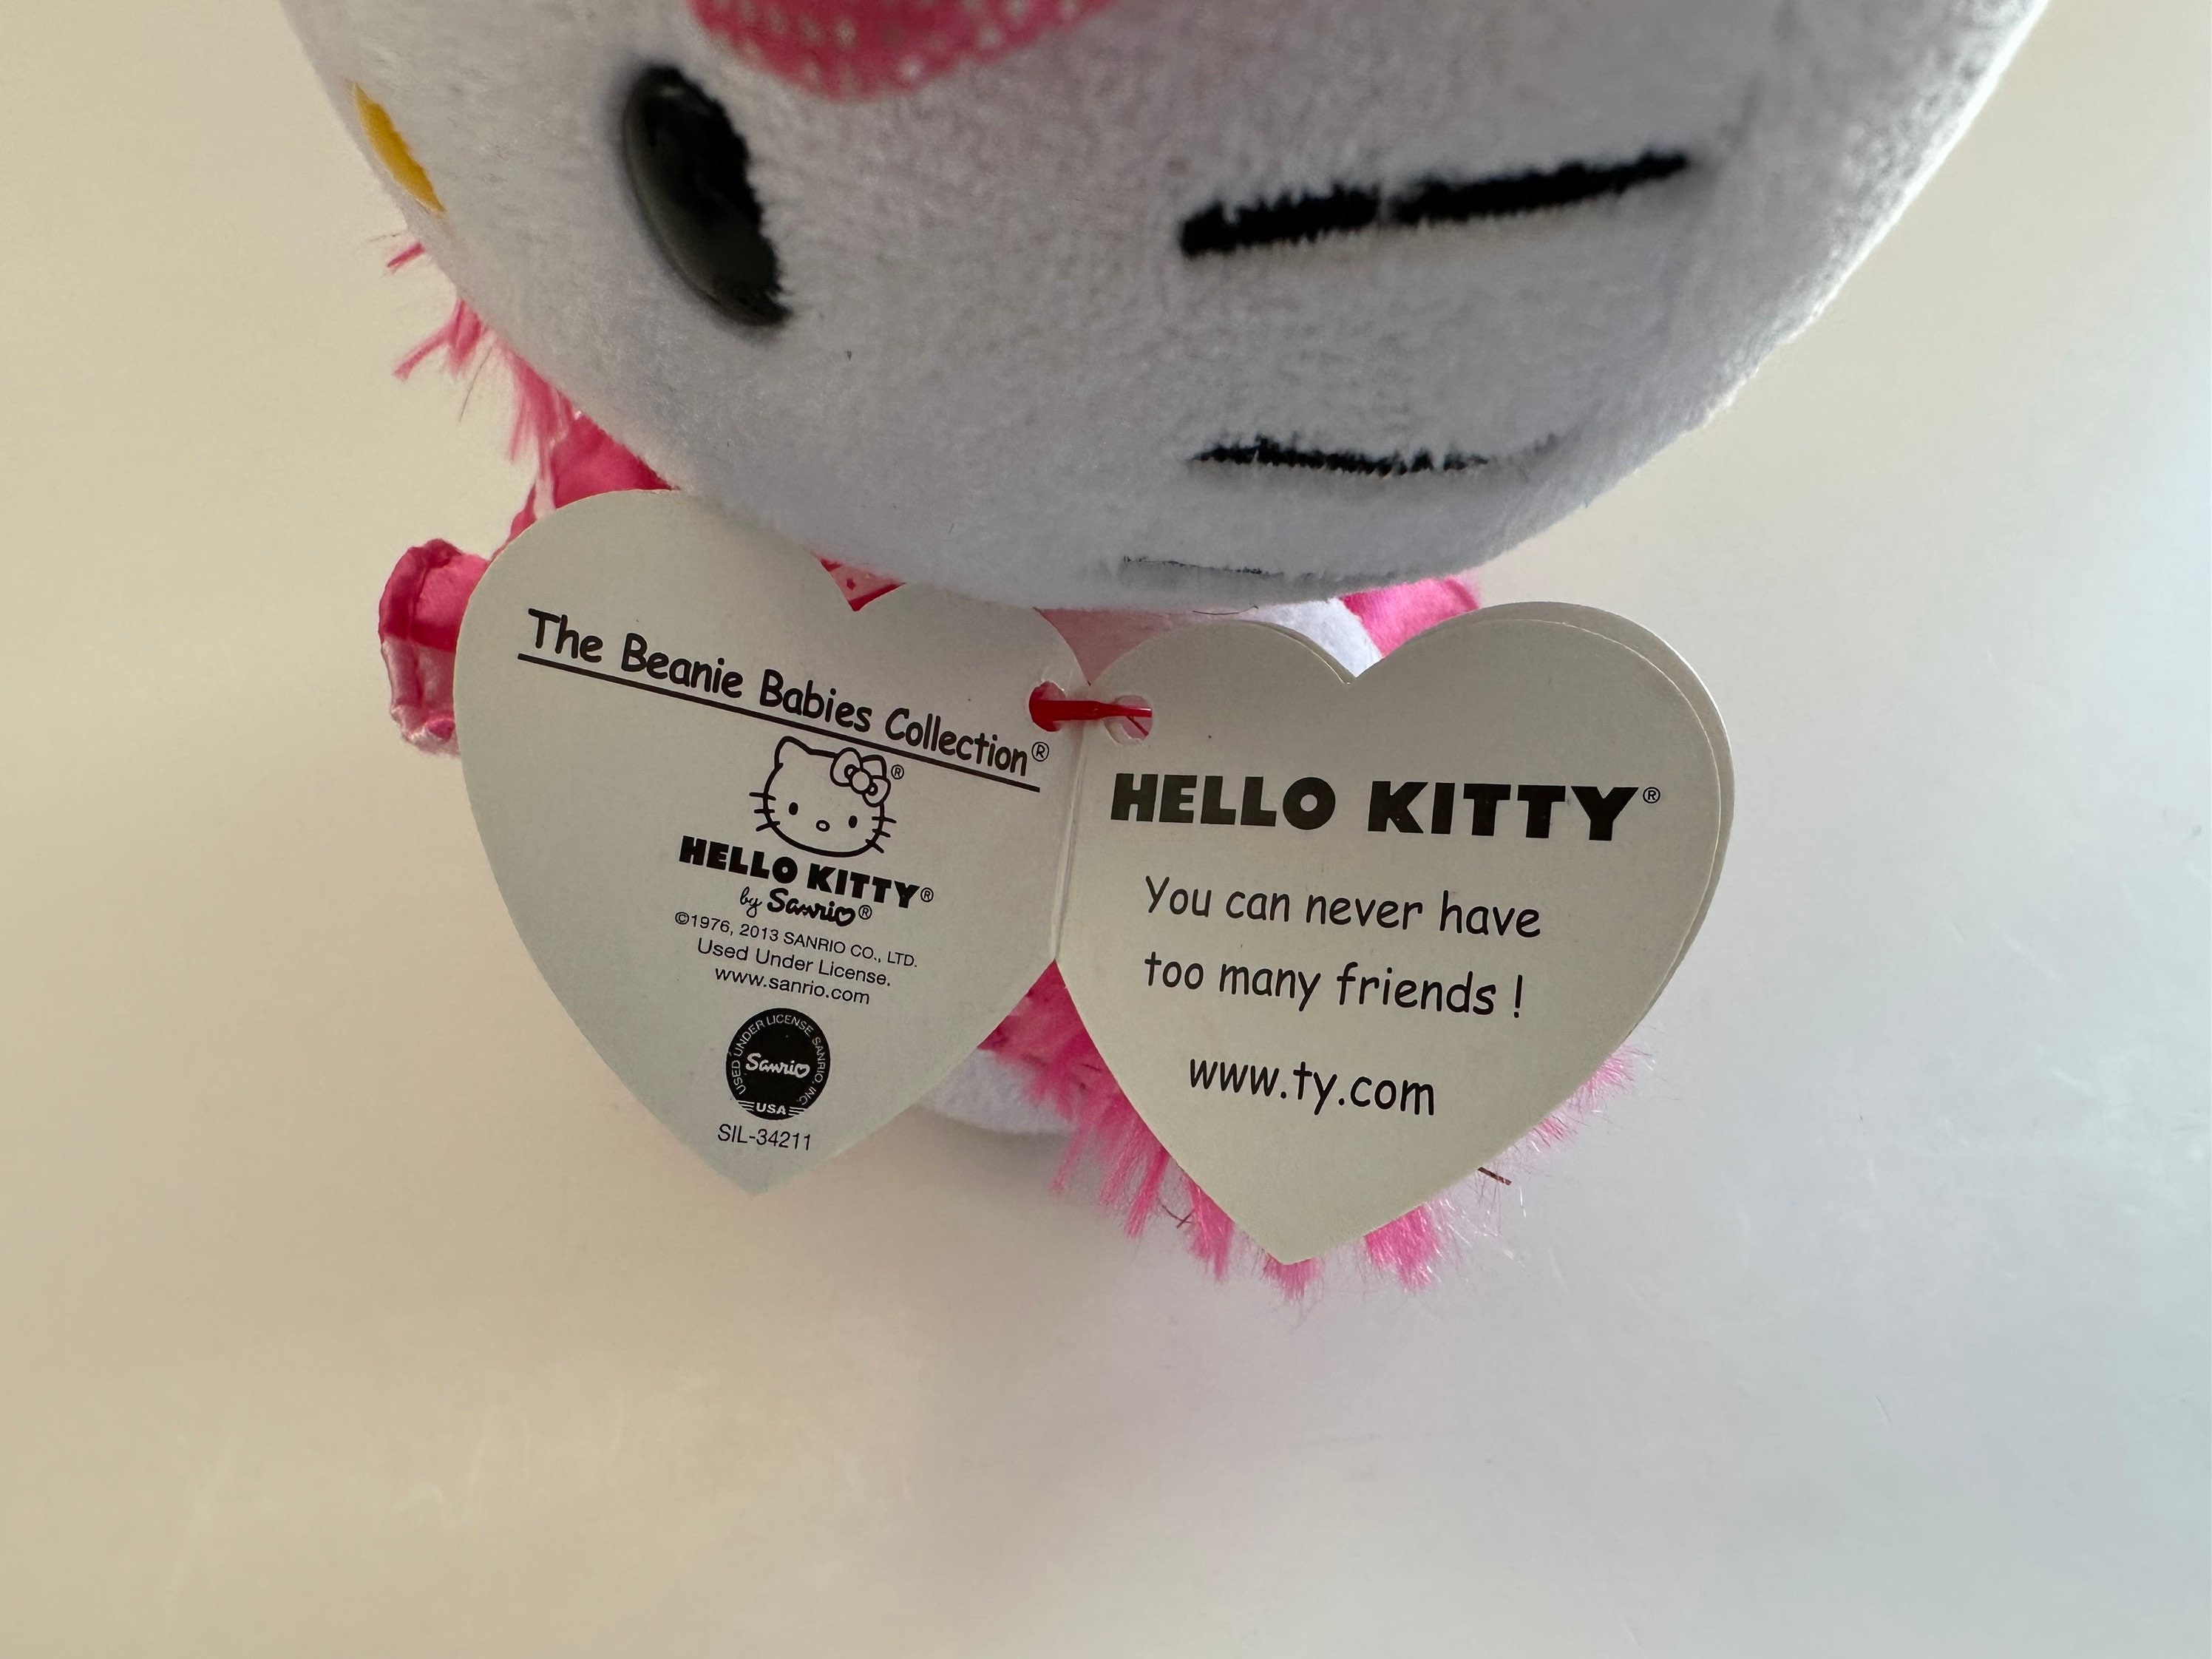 The Beanie Babies Collection®
®
HELLO KITTY®
by Sanrio®
©1976, 2013 SANRIO CO., LTD.
Used Under License.
www.sanrio.com
USED UNDER LICENSE SANRIO, INC.
Sanrio
USA
SIL-34211
HELLO KITTY®
You can never have
too many friends !
www.ty.com